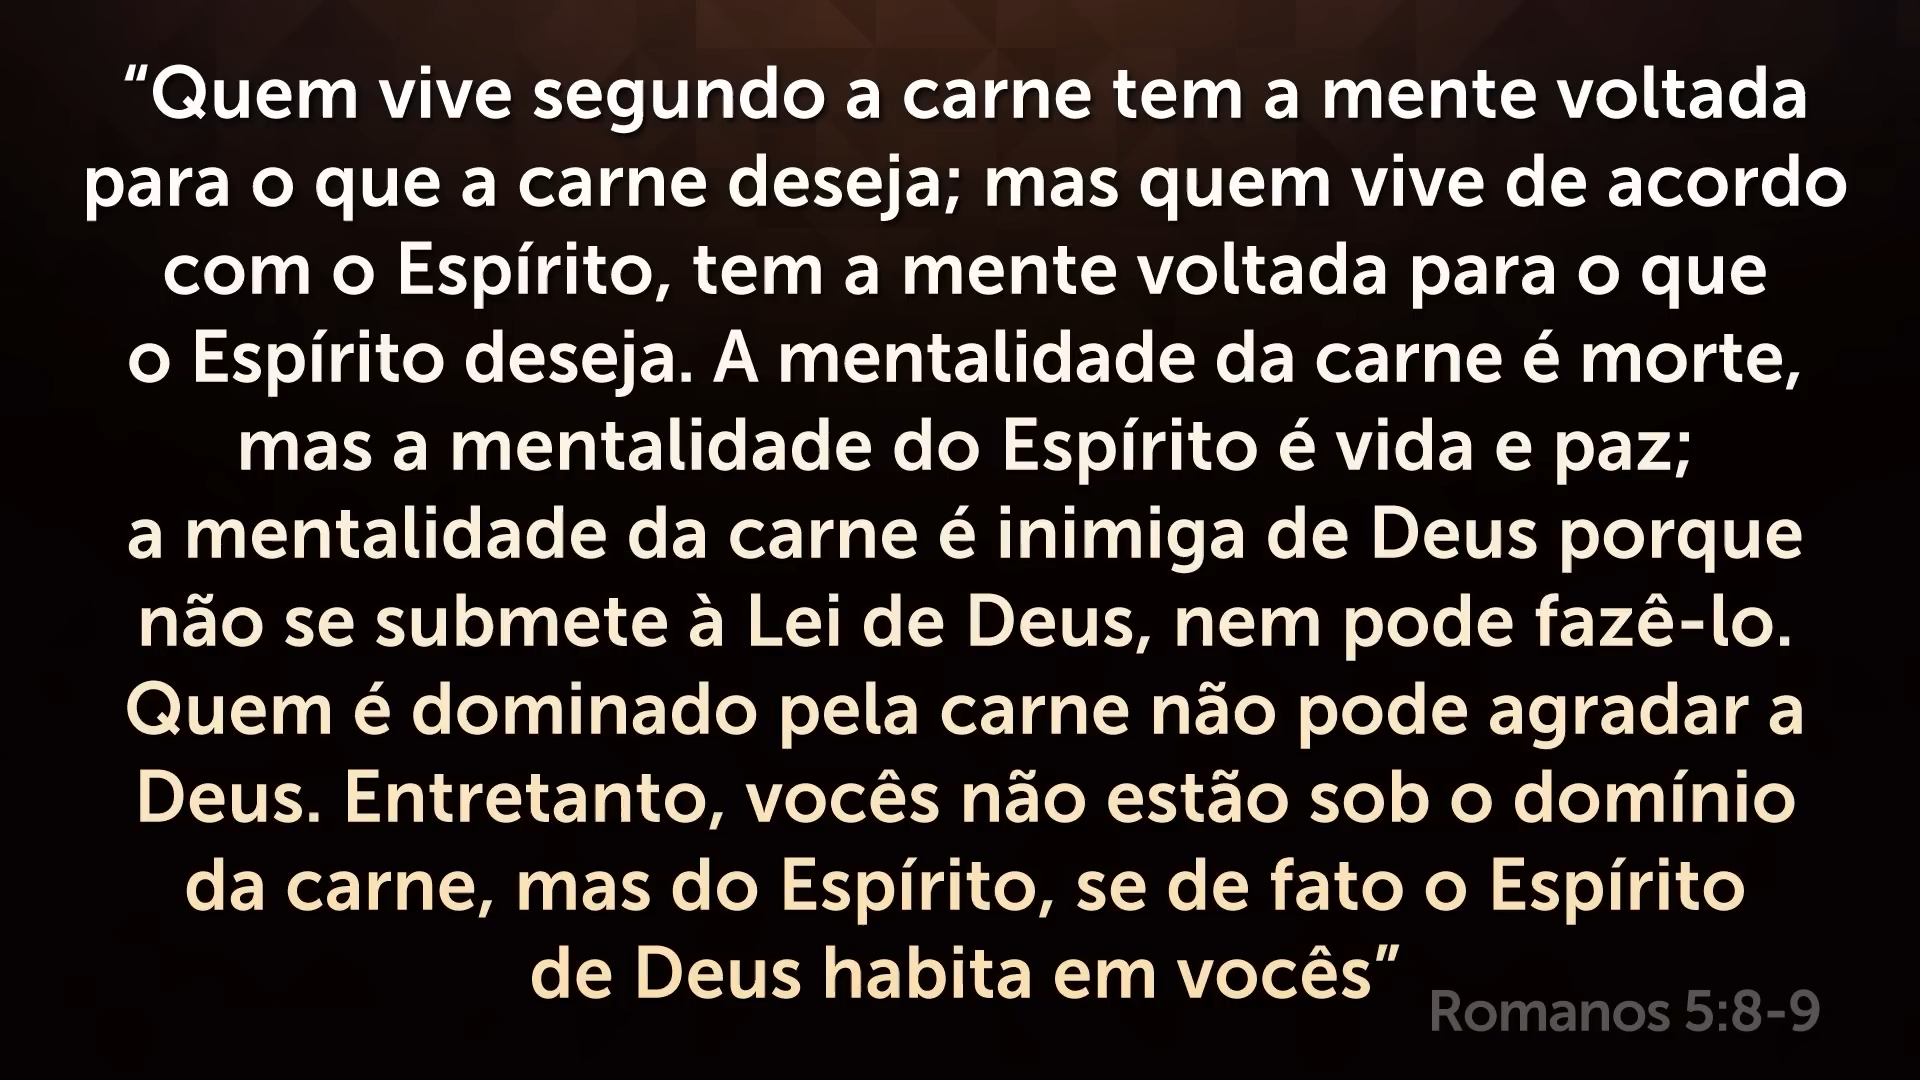 “Quem vive segundo a carne tem a mente voltada
para o que a carne deseja; mas quem vive de acordo
com o Espírito, tem a mente voltada para o que
o Espírito deseja. A mentalidade da carne é morte,
mas a mentalidade do Espírito é vida e paz;
a mentalidade da carne é inimiga de Deus porque
não se submete à Lei de Deus, nem pode fazê-lo.
Quem é dominado pela carne não pode agradar a
Deus. Entretanto, vocês não estão sob o domínio
da carne, mas do Espírito, se de fato o Espírito
de Deus habita em vocês”
Romanos 5:8-9